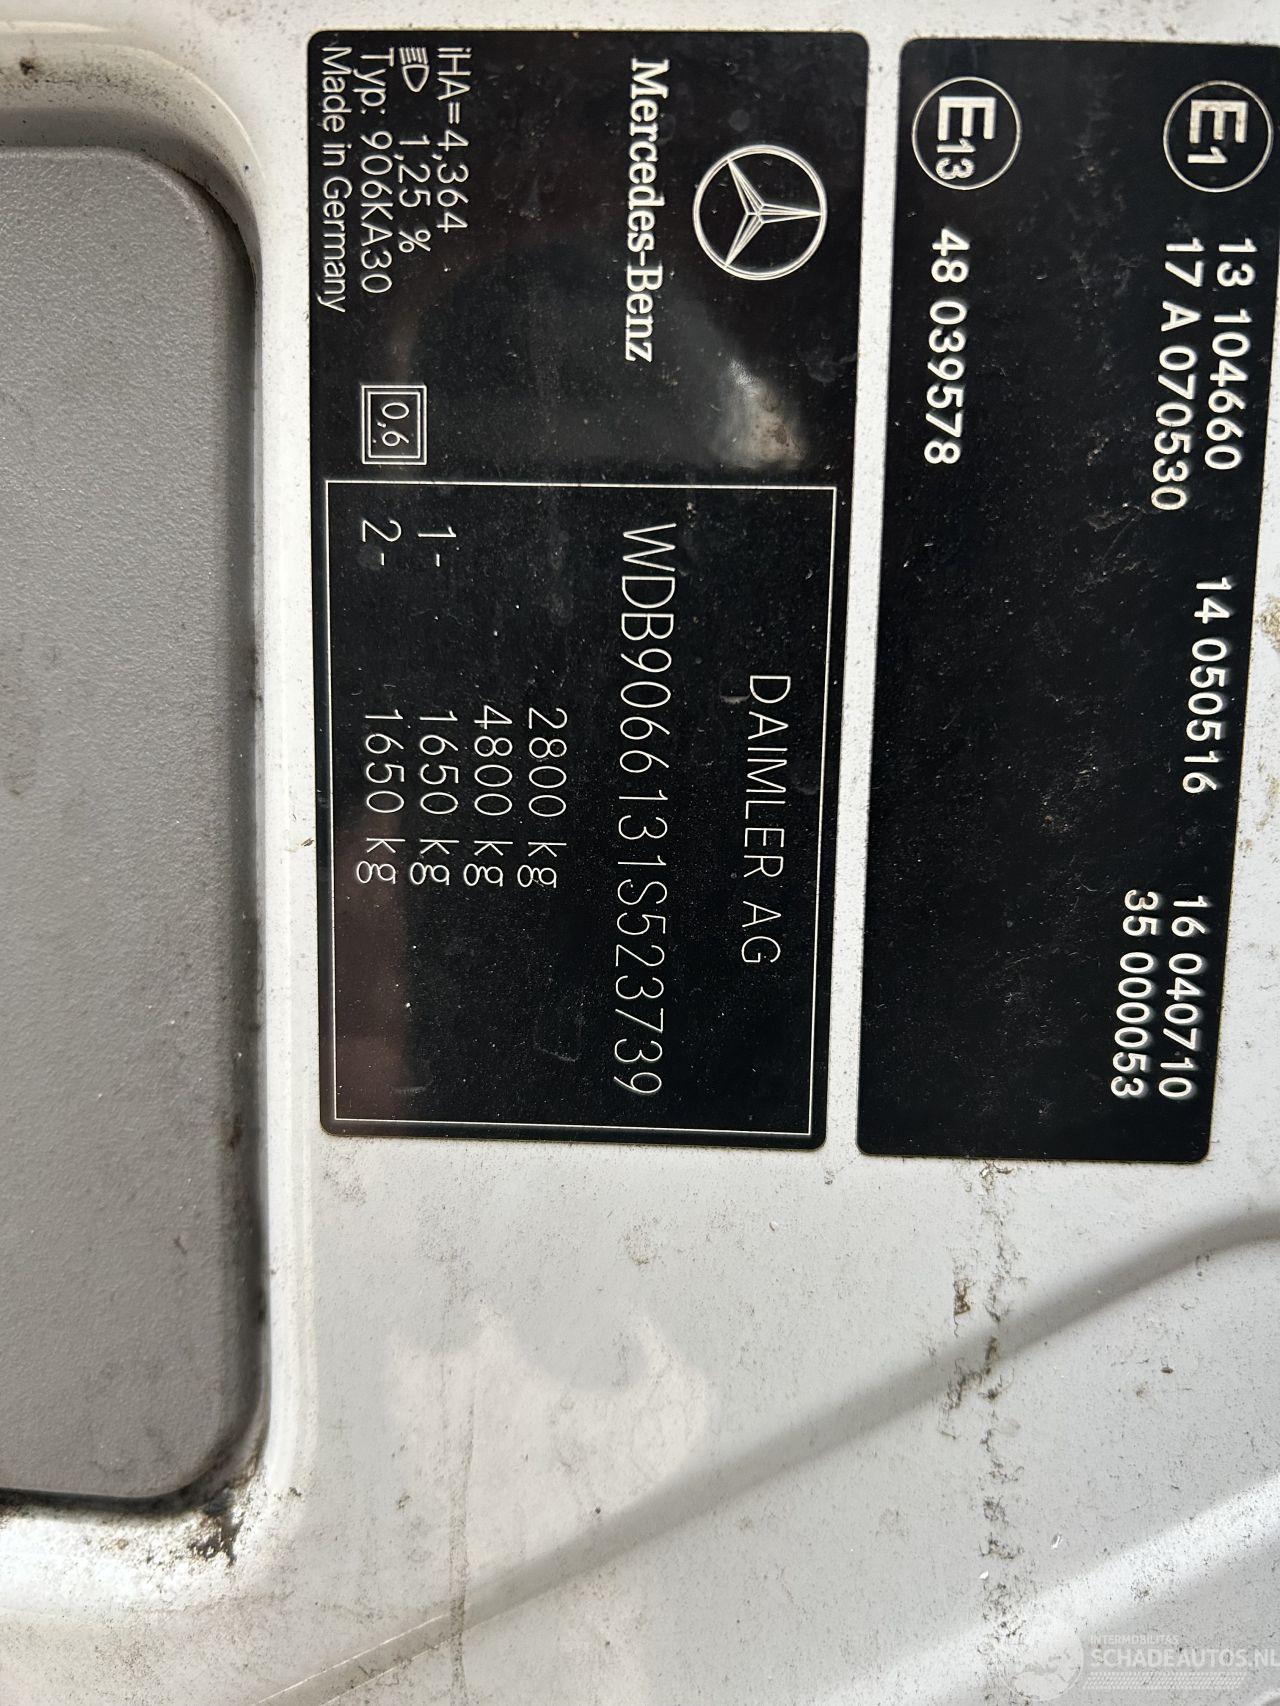 E1
13 104660
17 A 070530
14 050516
16 040710
35 000053
E13
48 039578
Mercedes-Benz
iHA=4,364
1,25 %
Typ: 906KA30
Made in Germany
0,6
DAIMLER AG
WDB9066131S523739
2800 kg
4800 kg
1- 1650 kg
2- 1650 kg
INTERMOBILITAS
SCHADEAUTOS.NL